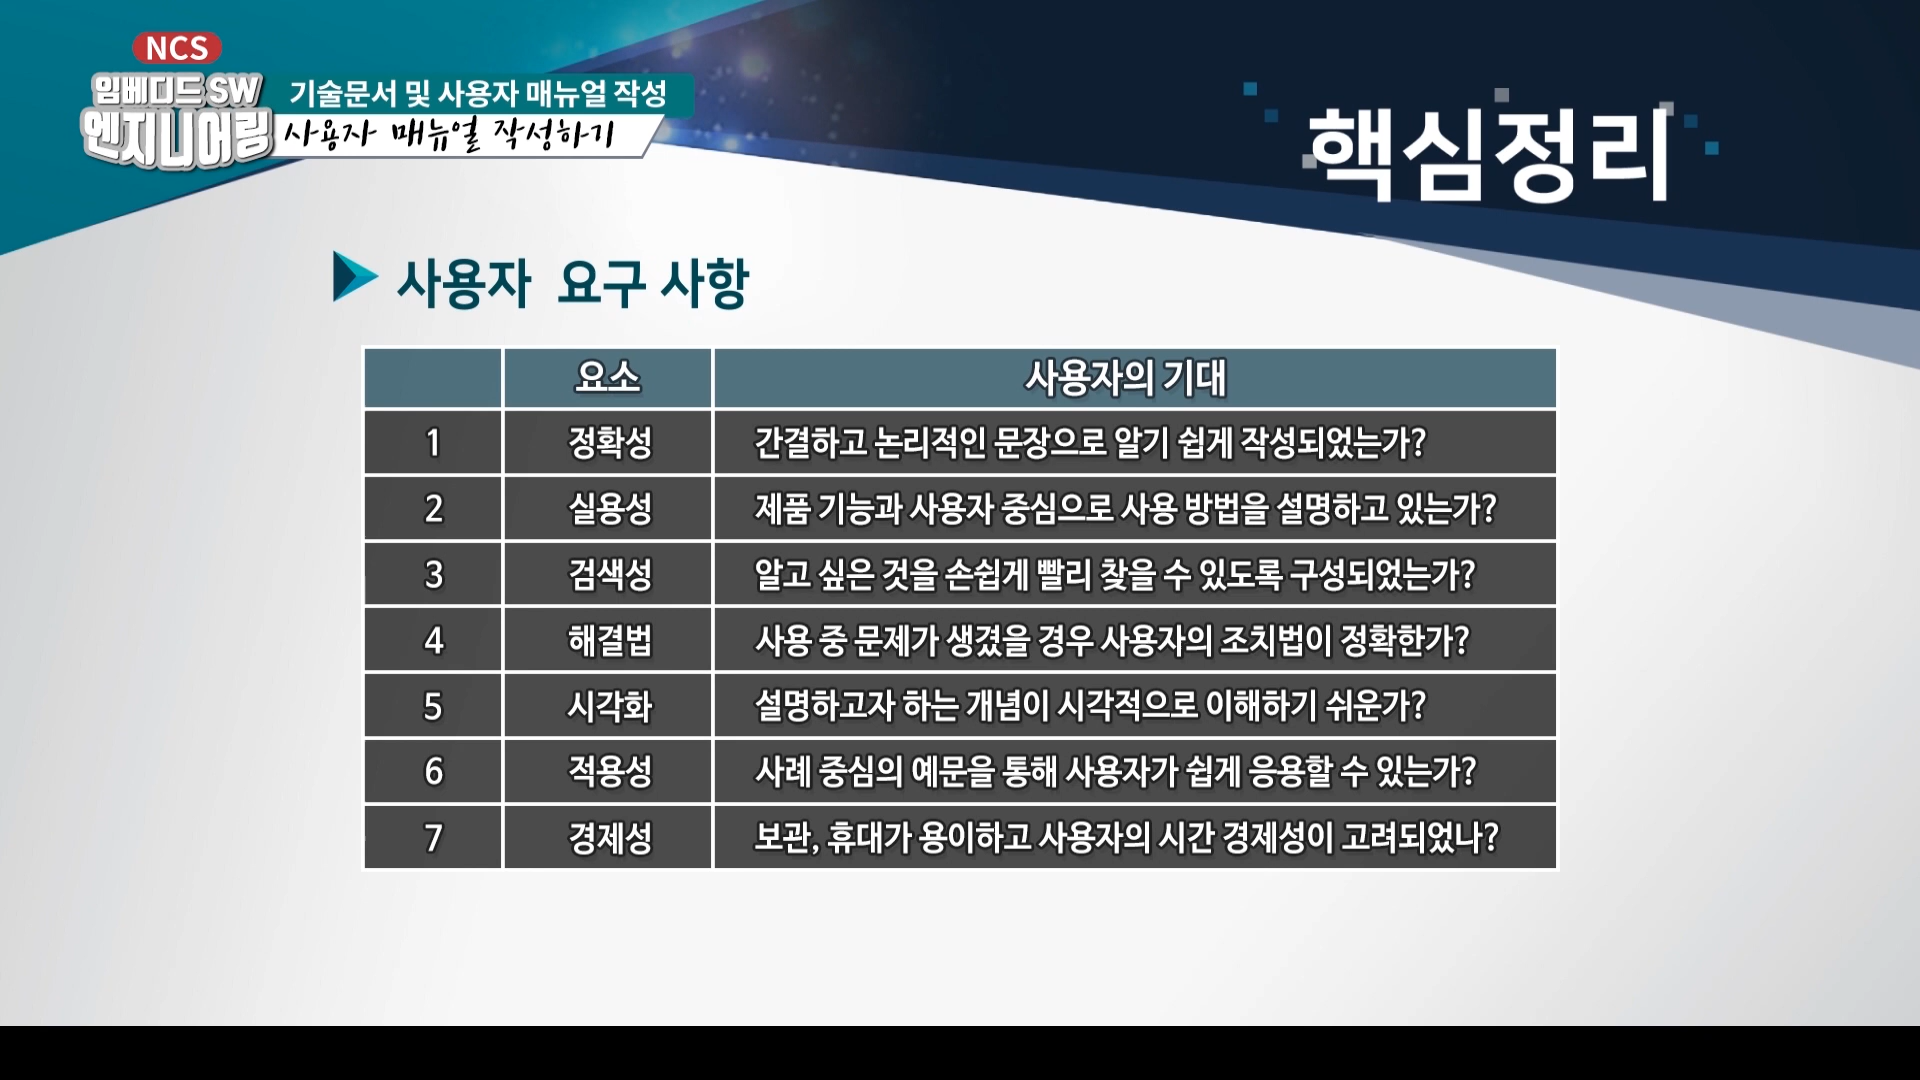 NCS
임베디드 SW
엔지니어링
기술문서 및 사용자 매뉴얼 작성
사용자 매뉴얼 작성하기
핵심정리
사용자 요구 사항
요소 사용자의 기대
1 정확성 간결하고 논리적인 문장으로 알기 쉽게 작성되었는가?
2 실용성 제품 기능과 사용자 중심으로 사용 방법을 설명하고 있는가?
3 검색성 알고 싶은 것을 손쉽게 빨리 찾을 수 있도록 구성되었는가?
4 해결법 사용 중 문제가 생겼을 경우 사용자의 조치법이 정확한가?
5 시각화 설명하고자 하는 개념이 시각적으로 이해하기 쉬운가?
6 적용성 사례 중심의 예문을 통해 사용자가 쉽게 응용할 수 있는가?
7 경제성 보관, 휴대가 용이하고 사용자의 시간 경제성이 고려되었나?